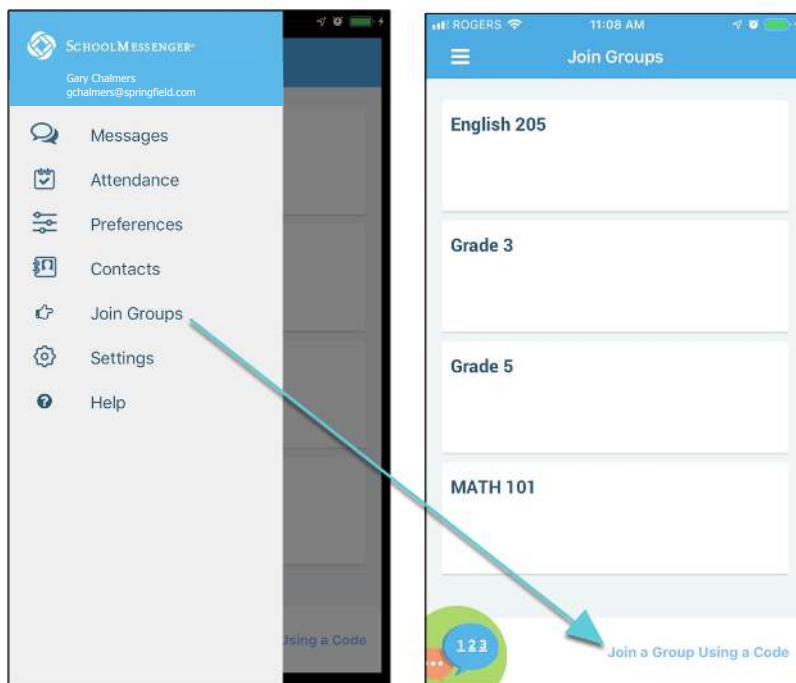 SCHOOLMESSENGER®
Gary Chalmers
gchalmers@springfield.com
Messages
Attendance
Preferences
Contacts
Join Groups
Settings
Help
Using a Code
ROGERS 11:08 AM
Join Groups
English 205
Grade 3
Grade 5
MATH 101
123
Join a Group Using a Code